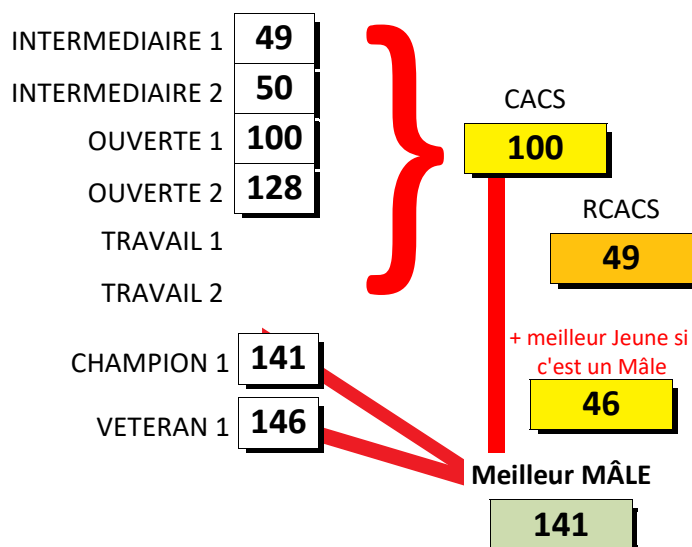 INTERMEDIAIRE 1 49
INTERMEDIAIRE 2 50
OUVERTE 1 100
OUVERTE 2 128
TRAVAIL 1
TRAVAIL 2
CHAMPION 1 141
VETERAN 1 146
CACS
100
RCACS
49
+ meilleur Jeune si
c'est un Mâle
46
Meilleur MÂLE
141